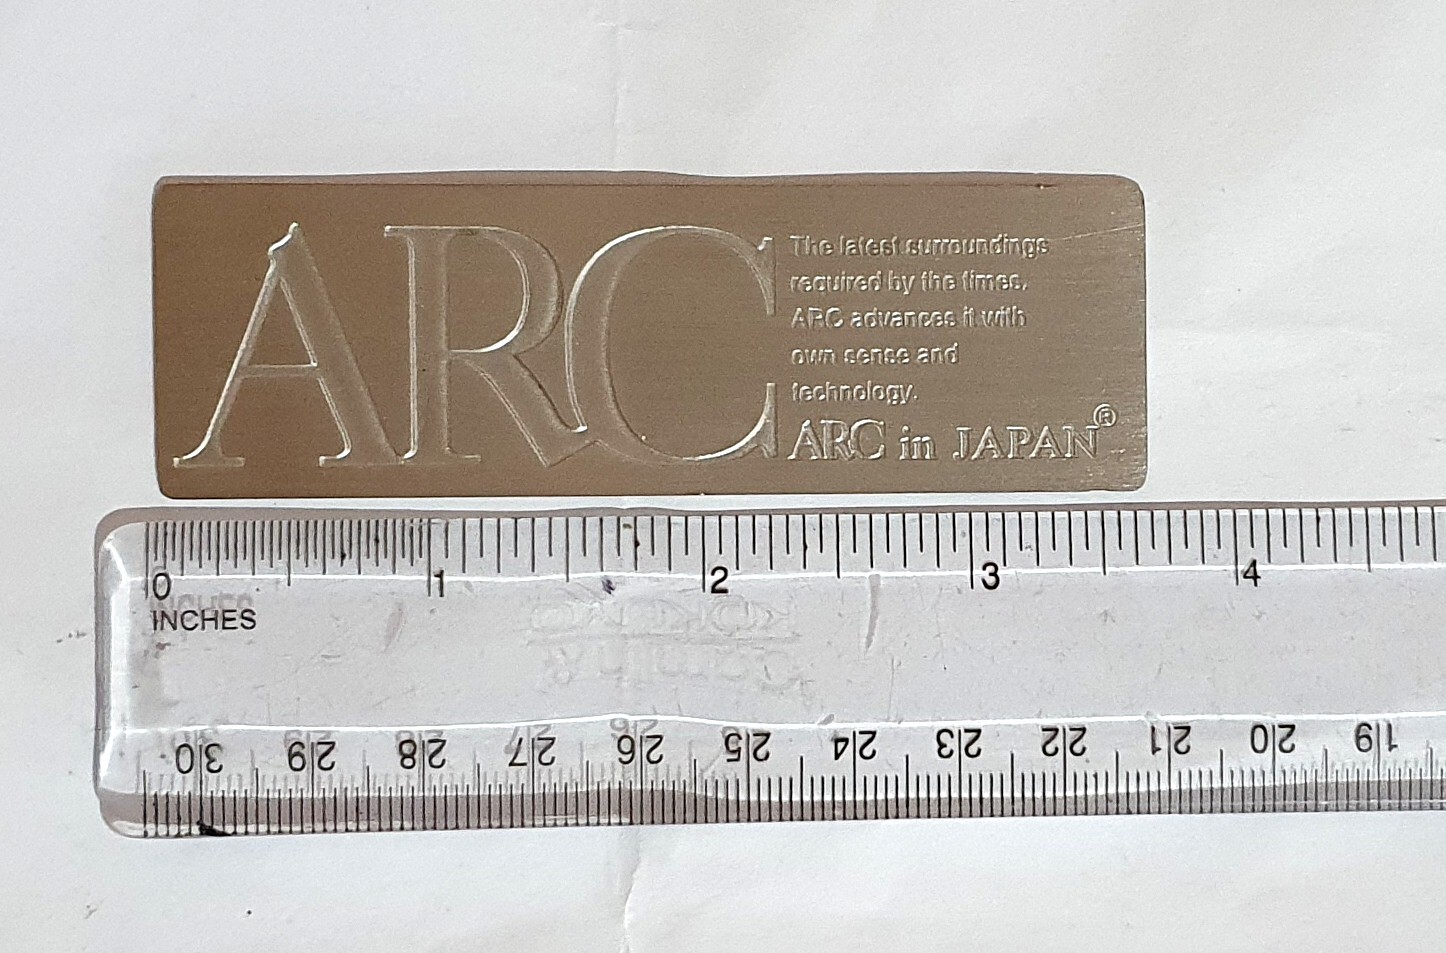 ARC
The latest surroundings
required by the times,
ARC advances it with
own sense and
technology.
ARC in JAPAN®
0 1 2 3 4
INCHES
30 29 28 27 26 25 24 23 22 21 20 19